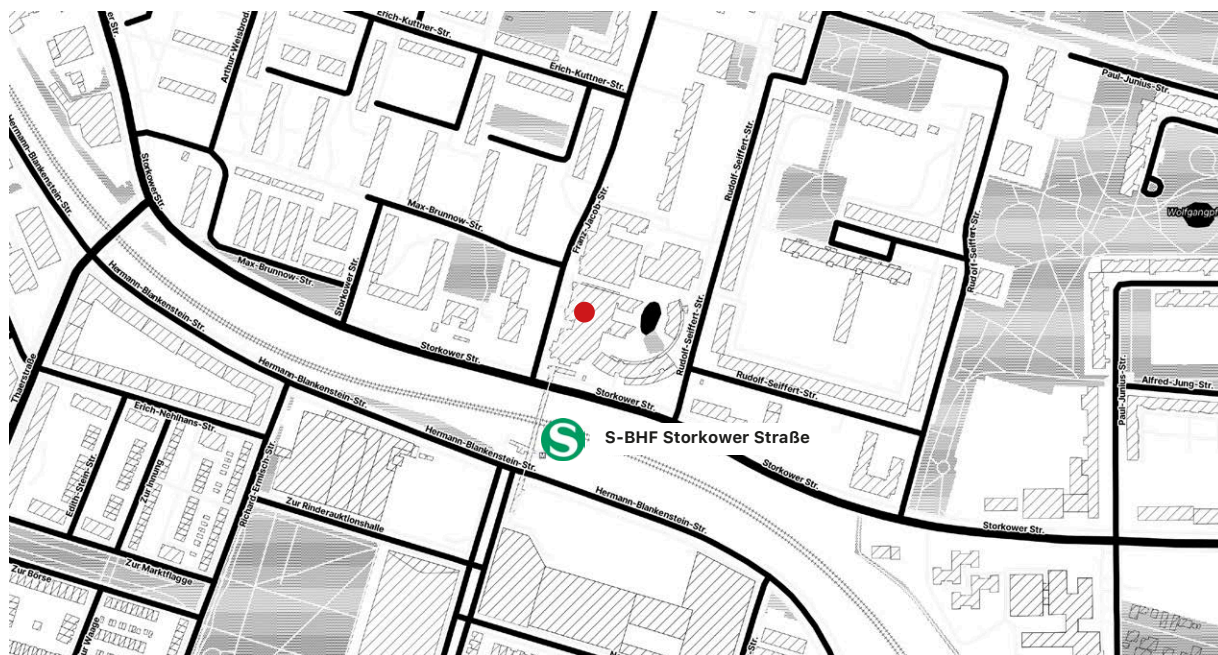 Erich-Kuttner-Str.
Arthur-Weisbrod
Erich-Kuttner-Str.
Paul-Junius-Str.
Hermann-Blankenstein-Str.
StorkowerStr.
Rudolf-Seiffert-Str.
Franz-Jacob-Str.
Max-Brunnow-Str.
Wolfgangpf
Rudolf-Seiffert-Str.
Max-Brunnow-Str.
Storkower Str.
Hermann-Blankenstein-Str.
Rudolf-Seiffert-Str.
Storkower Str.
Thaerstraße
Hermann-Blankenstein-Str.
Storkower Str.
Rudolf-Seiffert-Str.
Paul-Junius-Str.
Alfred-Jung-Str.
Erich-Nehlhans-Str.
Hermann-Blankenstein-Str.
S
S-BHF Storkower Straße
Edith-Stein-Str.
Zur Innung
Richard-Ermisch-Str.
Storkower Str.
Zur Rinderauktionshalle
Hermann-Blankenstein-Str.
Storkower Str.
Zur Marktflagge
Zur Börse
Zur Waage